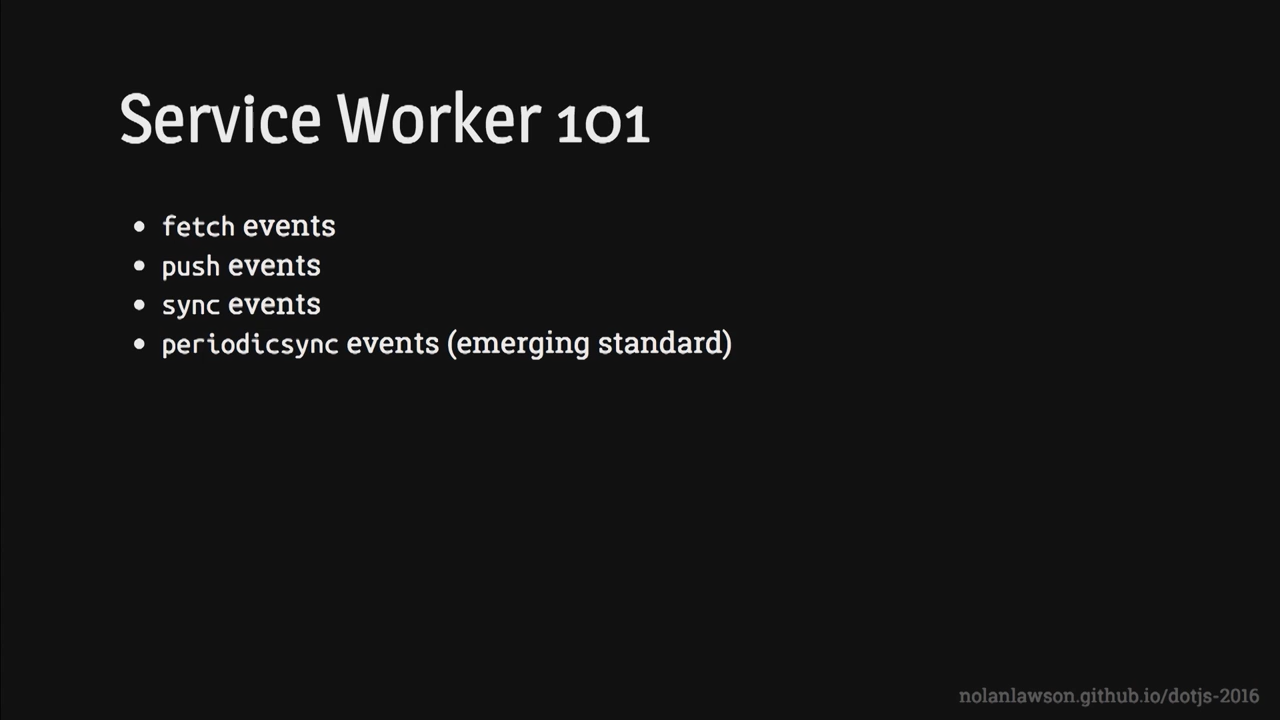 Service Worker 101
• fetch events
• push events
• sync events
• periodicsync events (emerging standard)
nolanlawson.github.io/dotjs-2016